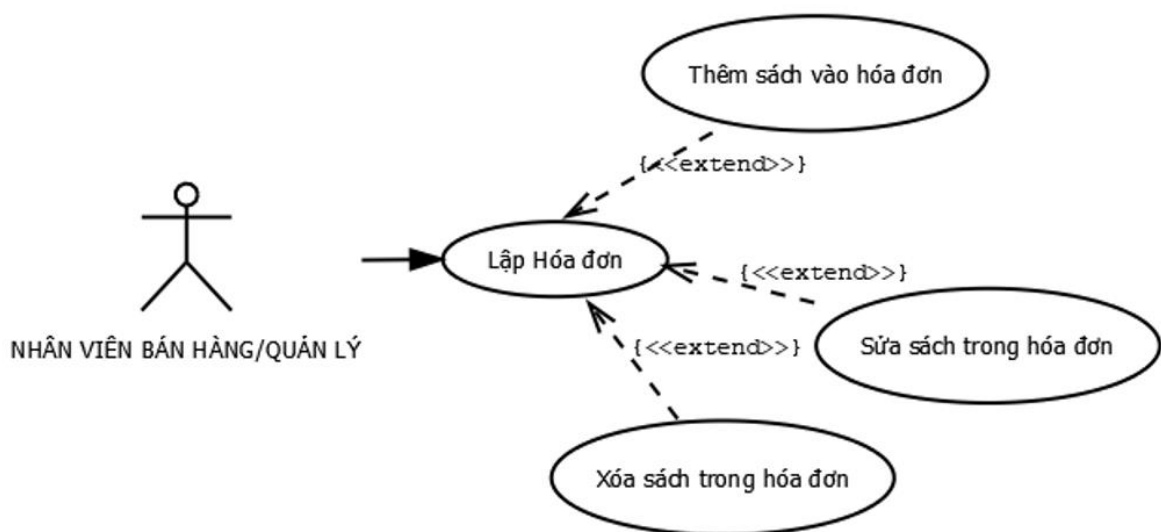 Thêm sách vào hóa đơn
{<<extend>>}
Lập Hóa đơn
{<<extend>>}
NHÂN VIÊN BÁN HÀNG/QUẢN LÝ
{<<extend>>}
Sửa sách trong hóa đơn
Xóa sách trong hóa đơn